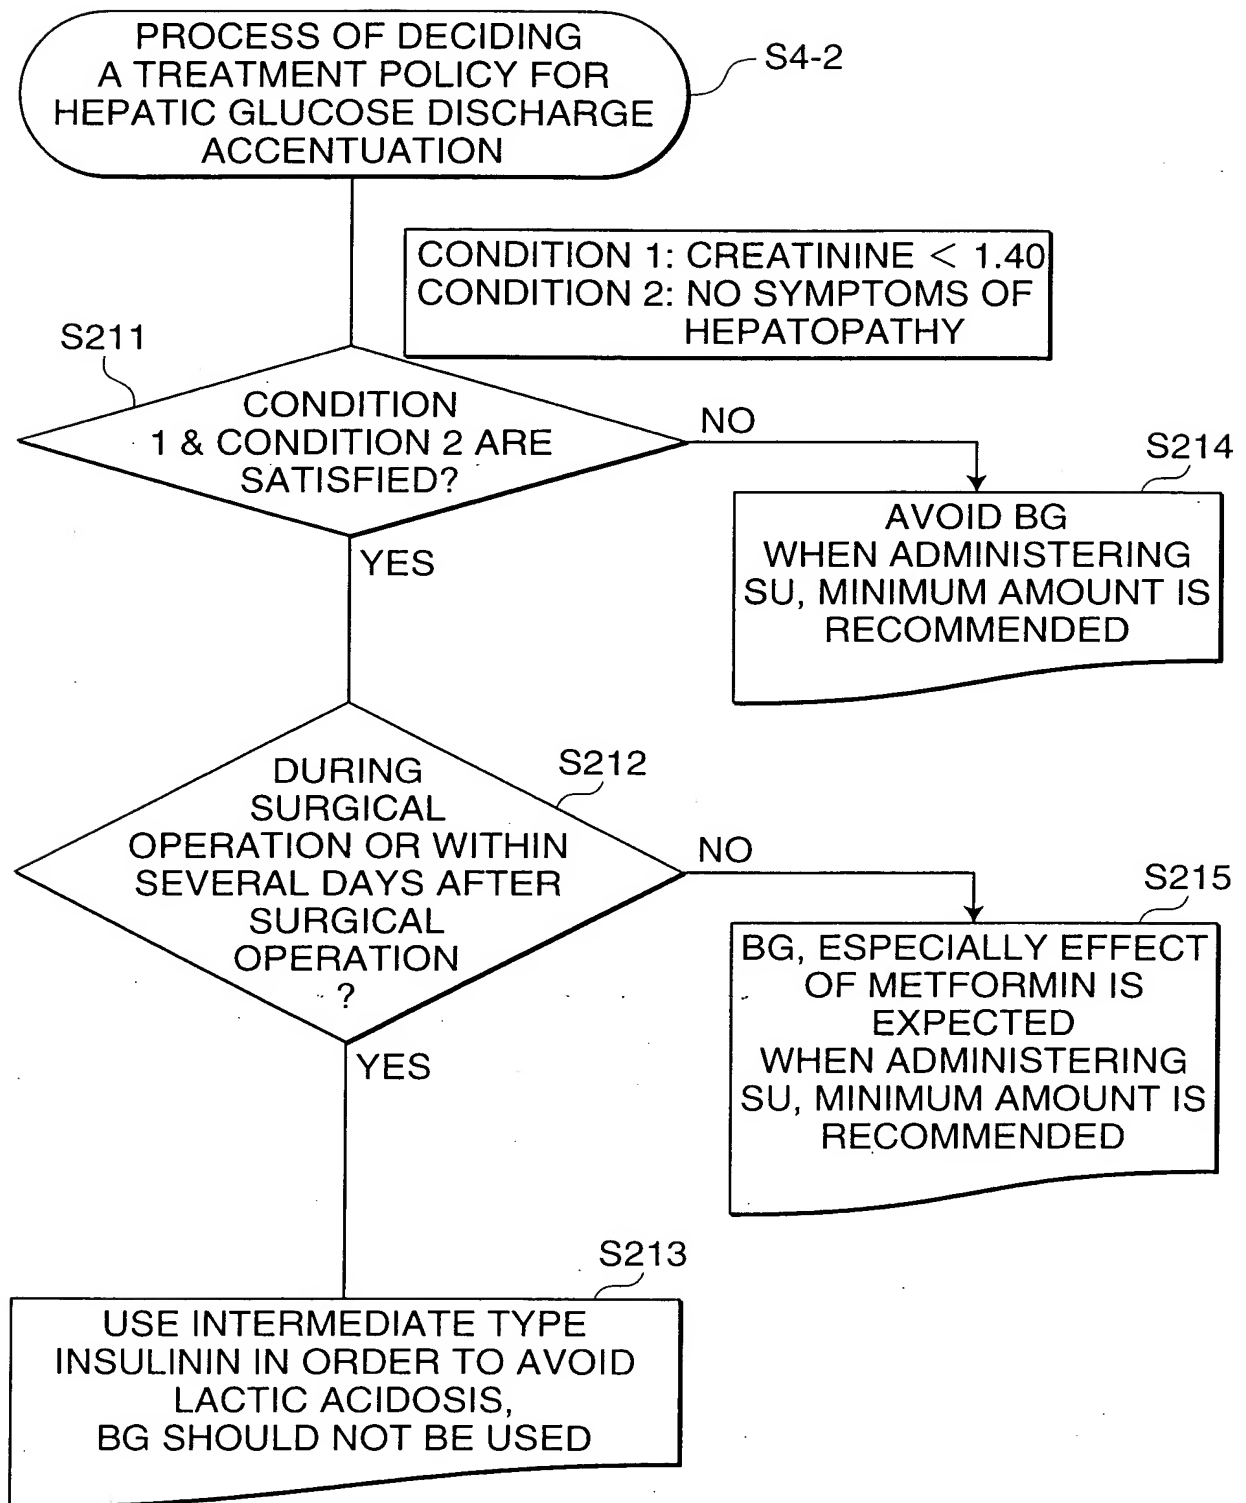 PROCESS OF DECIDING
A TREATMENT POLICY FOR
HEPATIC GLUCOSE DISCHARGE
ACCENTUATION
S4-2
CONDITION 1: CREATININE < 1.40
CONDITION 2: NO SYMPTOMS OF
HEPATOPATHY
S211
CONDITION
1 & CONDITION 2 ARE
SATISFIED?
NO
YES
S214
AVOID BG
WHEN ADMINISTERING
SU, MINIMUM AMOUNT IS
RECOMMENDED
S212
DURING
SURGICAL
OPERATION OR WITHIN
SEVERAL DAYS AFTER
SURGICAL
OPERATION
?
NO
YES
S215
BG, ESPECIALLY EFFECT
OF METFORMIN IS
EXPECTED
WHEN ADMINISTERING
SU, MINIMUM AMOUNT IS
RECOMMENDED
S213
USE INTERMEDIATE TYPE
INSULININ IN ORDER TO AVOID
LACTIC ACIDOSIS,
BG SHOULD NOT BE USED